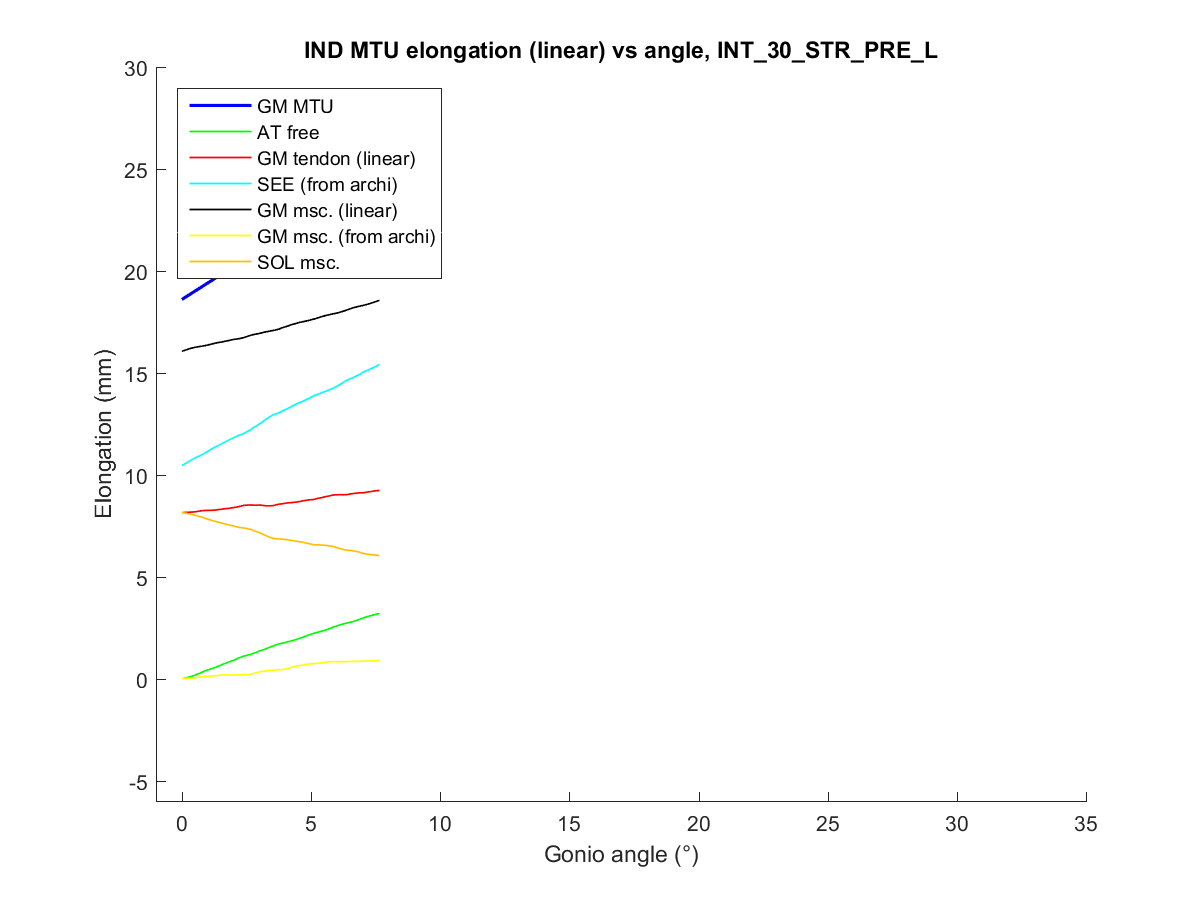 IND MTU elongation (linear) vs angle, INT_30_STR_PRE_L
30
25
20
15
10
5
0
-5
Elongation (mm)
GM MTU
AT free
GM tendon (linear)
SEE (from archi)
GM msc. (linear)
GM msc. (from archi)
SOL msc.
0 5 10 15 20 25 30 35
Gonio angle (°)